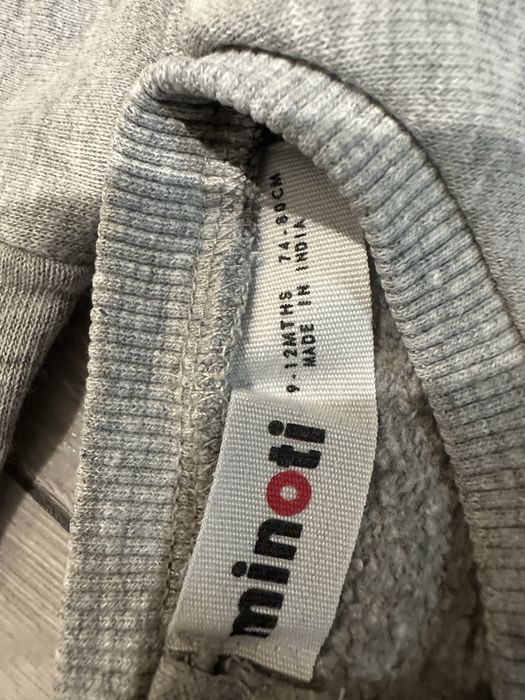 minoti
9-12MTHS 74-80CM
MADE IN INDIA